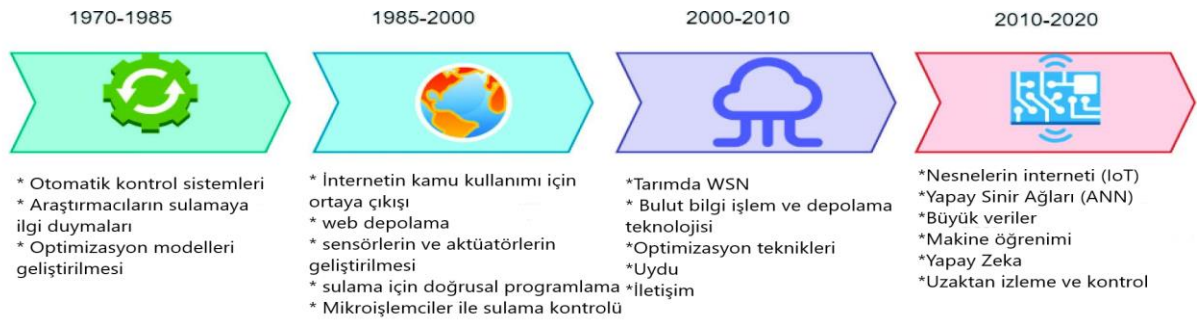 1970-1985
* Otomatik kontrol sistemleri
* Araştırmacıların sulamaya
ilgi duymaları
* Optimizasyon modelleri
geliştirilmesi
1985-2000
* İnternetin kamu kullanımı için
ortaya çıkışı
* web depolama
* sensörlerin ve aktüatörlerin
geliştirilmesi
* sulama için doğrusal programlama
* Mikroişlemciler ile sulama kontrolü
2000-2010
*Tarımda WSN
* Bulut bilgi işlem ve depolama
teknolojisi
*Optimizasyon teknikleri
*Uydu
*İletişim
2010-2020
*Nesnelerin interneti (IoT)
*Yapay Sinir Ağları (ANN)
*Büyük veriler
*Makine öğrenimi
*Yapay Zeka
*Uzaktan izleme ve kontrol